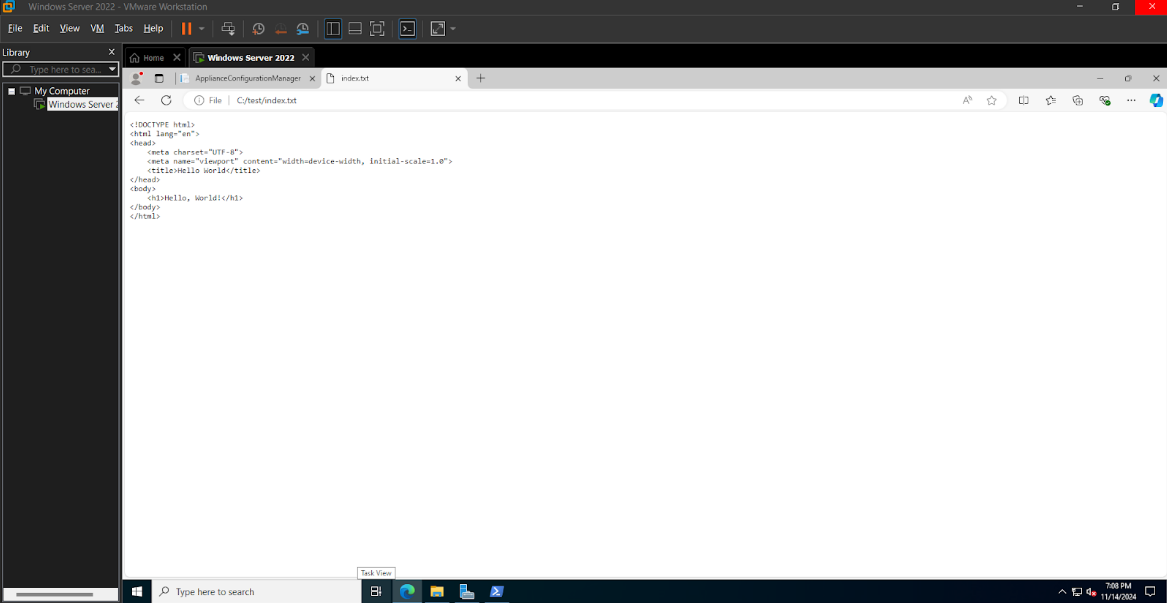 Windows Server 2022 - VMware Workstation
File Edit View VM Tabs Help
Library
Type here to sea...
My Computer
Windows Server 2
Home
Windows Server 2022
ApplianceConfigurationManager
index.txt
File C:/test/index.txt
<!DOCTYPE html>
<html lang="en">
<head>
    <meta charset="UTF-8">
    <meta name="viewport" content="width=device-width, initial-scale=1.0">
    <title>Hello World</title>
</head>
<body>
    <h1>Hello, World!</h1>
</body>
</html>
Task View
Type here to search
7:08 PM
11/14/2024